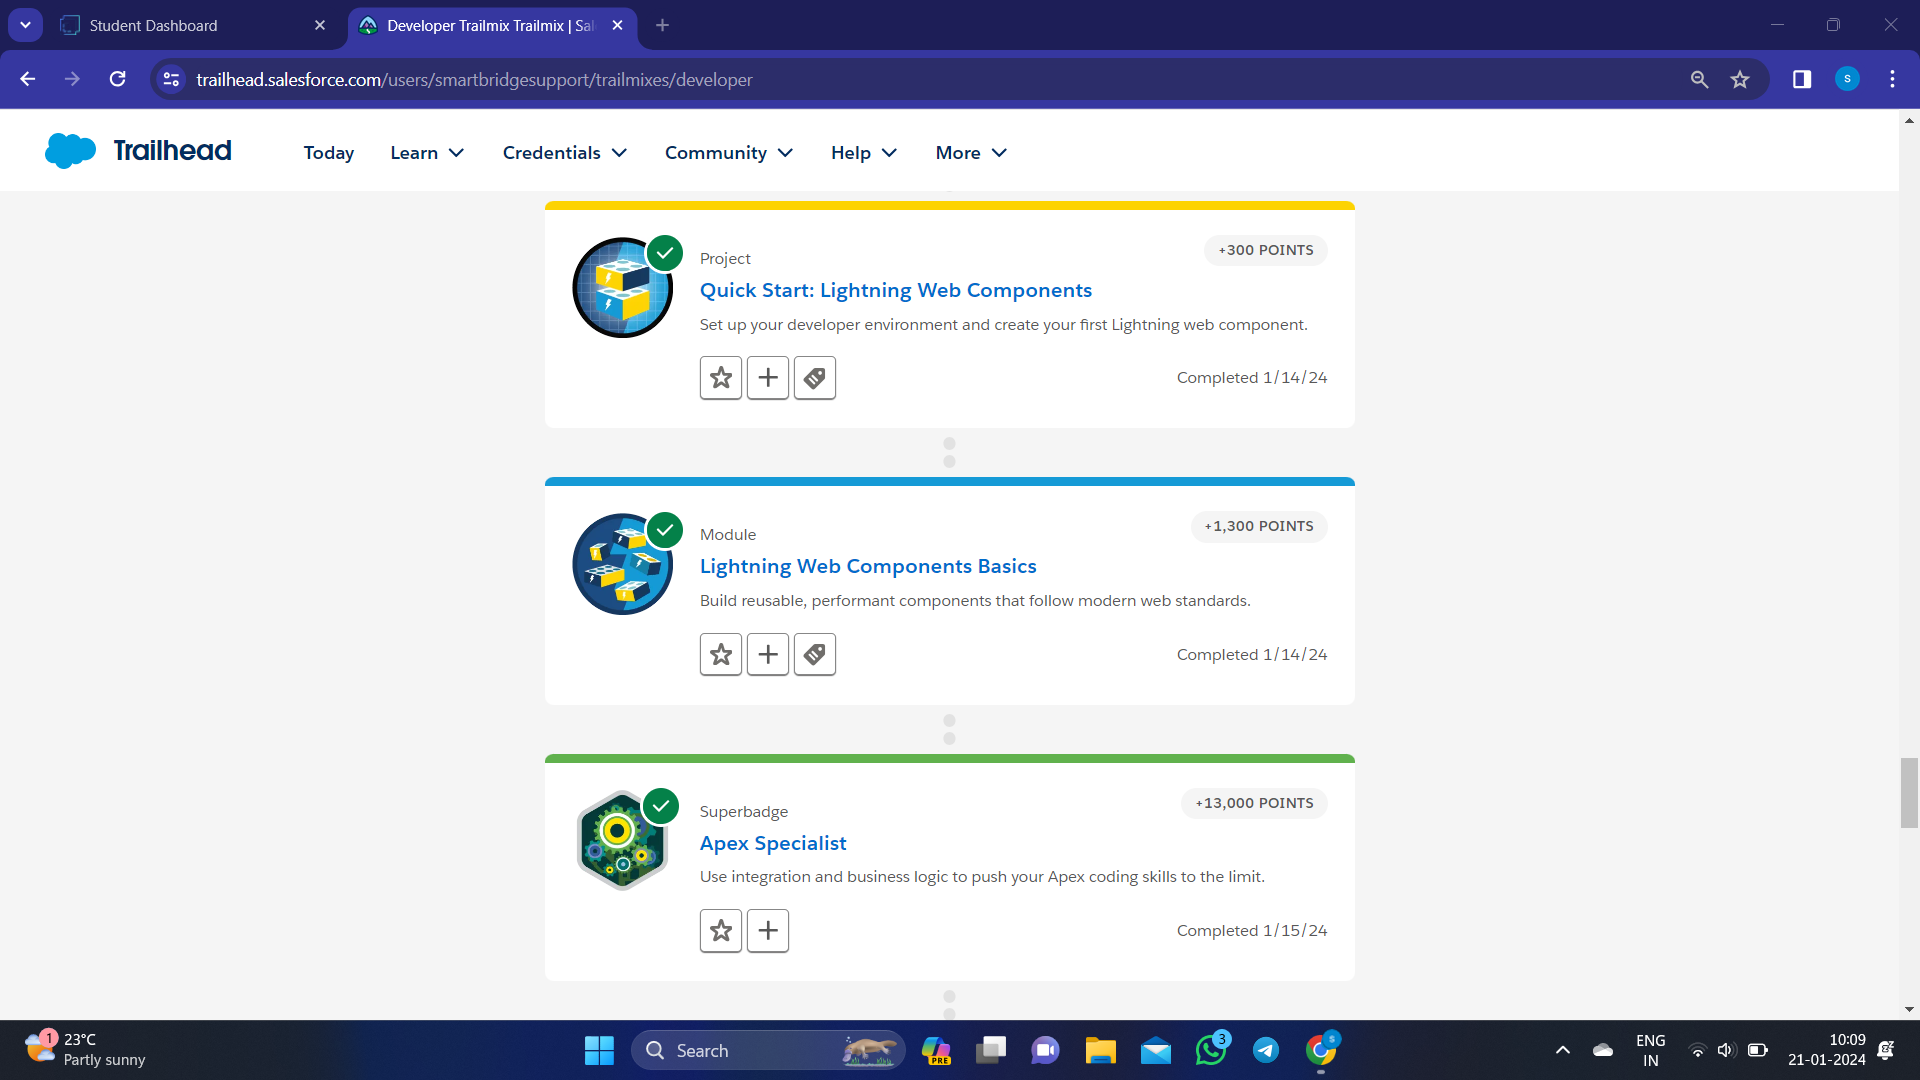 Student Dashboard
Developer Trailmix Trailmix | Sal
trailhead.salesforce.com/users/smartbridgesupport/trailmixes/developer
S
Trailhead
Today Learn Credentials Community Help More
+300 POINTS
Project
Quick Start: Lightning Web Components
Set up your developer environment and create your first Lightning web component.
Completed 1/14/24
+1,300 POINTS
Module
Lightning Web Components Basics
Build reusable, performant components that follow modern web standards.
Completed 1/14/24
+13,000 POINTS
Superbadge
Apex Specialist
Use integration and business logic to push your Apex coding skills to the limit.
Completed 1/15/24
1
23°C
Partly sunny
Search
PRE
3
S
ENG
IN
10:09
21-01-2024